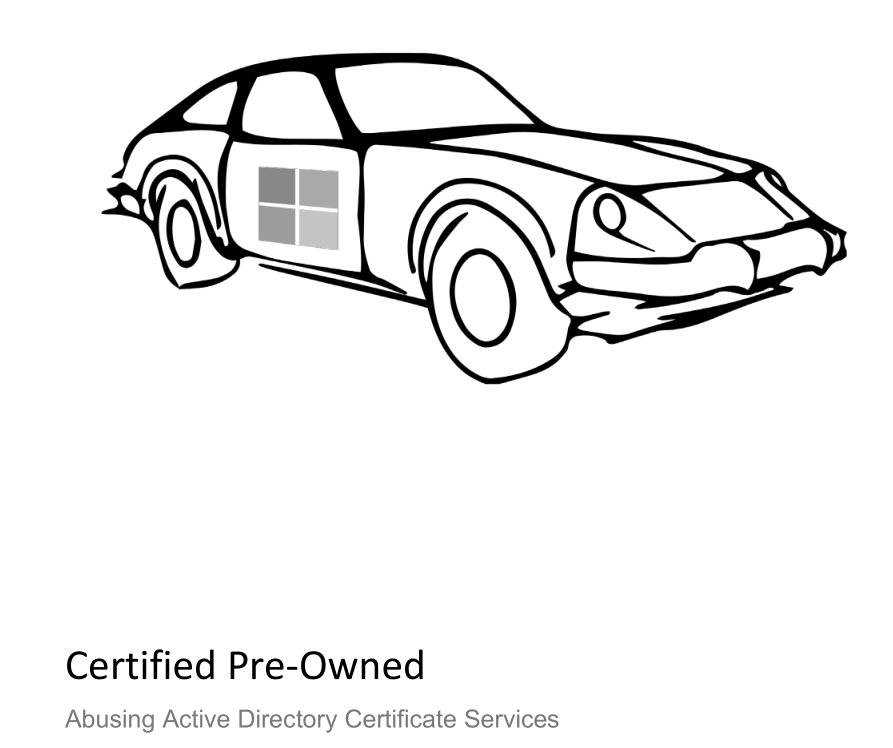 Certified Pre-Owned
Abusing Active Directory Certificate Services